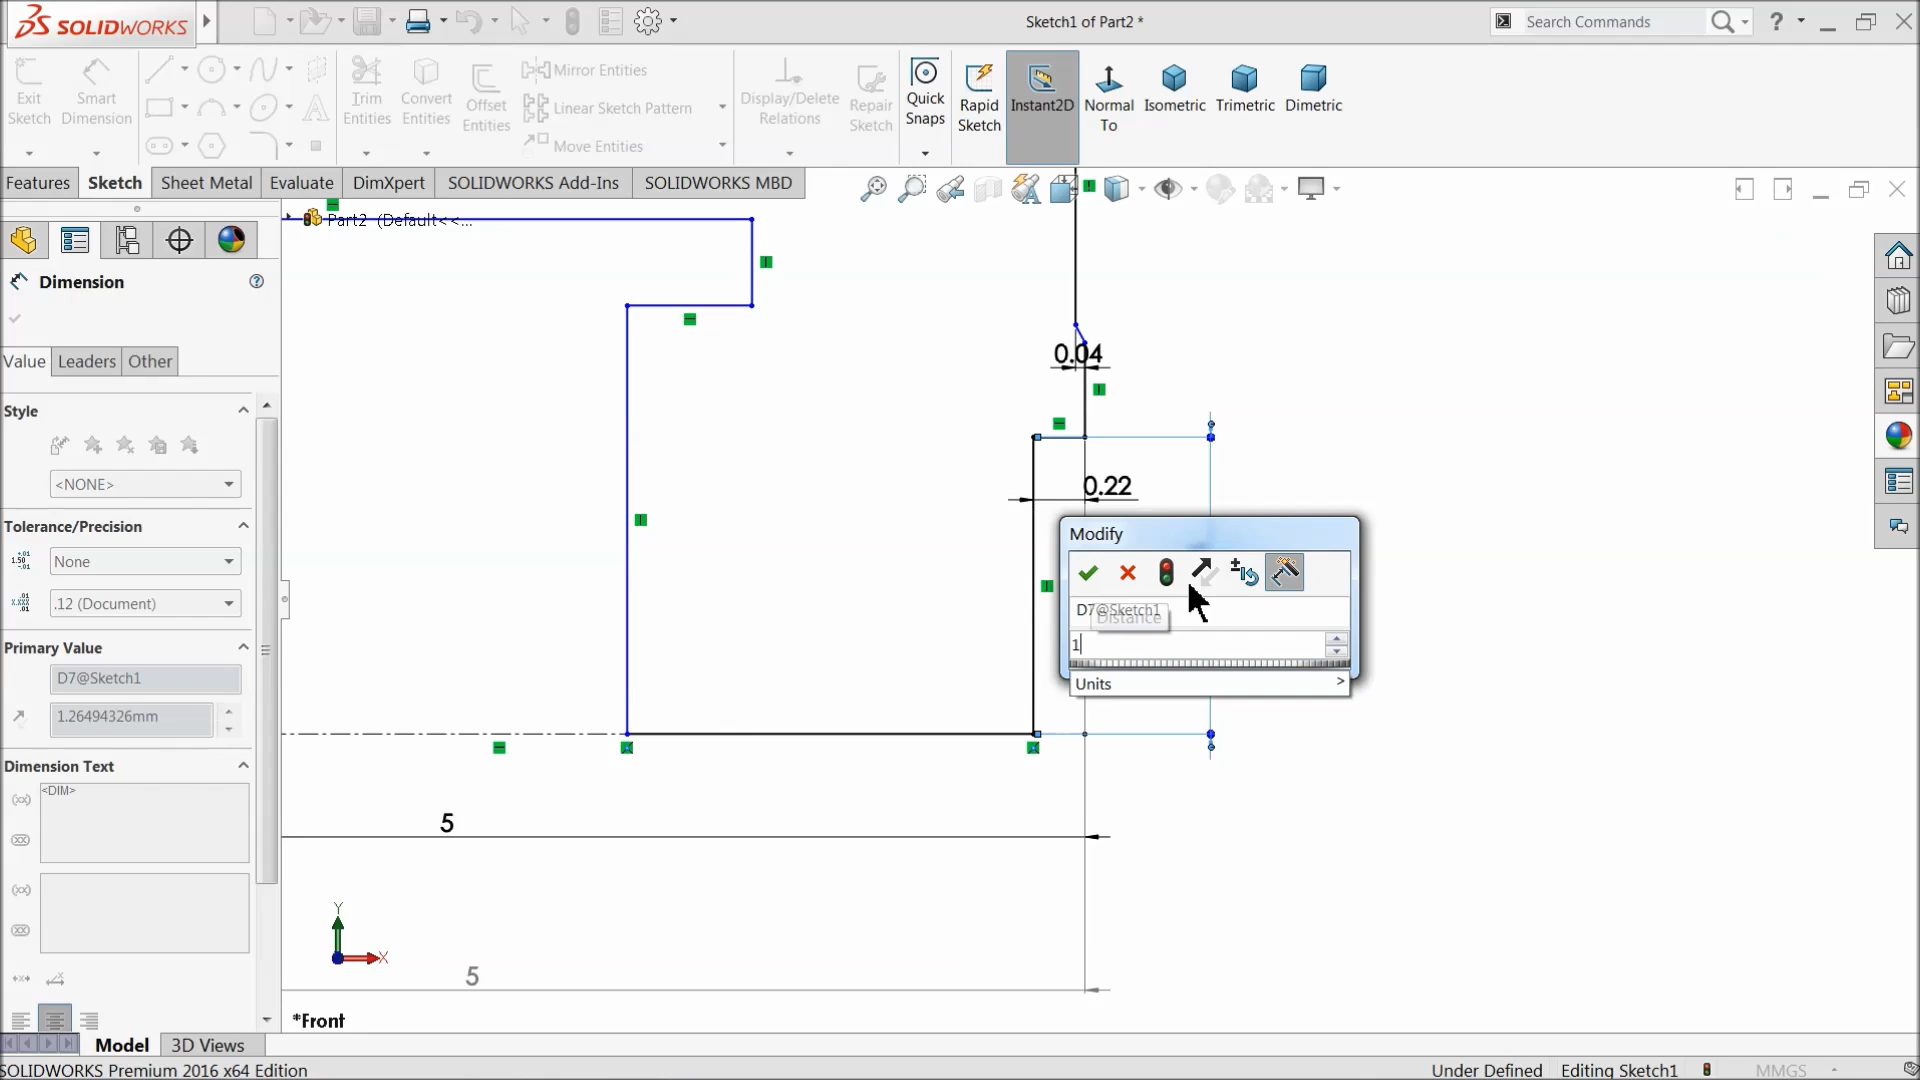 SOLIDWORKS
Sketch1 of Part2 *
Search Commands
?
Exit Sketch
Smart Dimension
Trim Entities
Convert Entities
Offset Entities
Mirror Entities
Linear Sketch Pattern
Move Entities
Display/Delete Relations
Repair Sketch
Quick Snaps
Rapid Sketch
Instant2D
Normal To
Isometric
Trimetric
Dimetric
Features
Sketch
Sheet Metal
Evaluate
DimXpert
SOLIDWORKS Add-Ins
SOLIDWORKS MBD
Part2 (Default<<...
Dimension
Value
Leaders
Other
Style
<NONE>
Tolerance/Precision
None
.12 (Document)
Primary Value
D7@Sketch1
1.26494326mm
Dimension Text
<DIM>
0.04
0.22
Modify
D7@Sketch1
Distance
1
Units
>
5
5
Y
X
*Front
Model
3D Views
SOLIDWORKS Premium 2016 x64 Edition
Under Defined
Editing Sketch1
MMGS